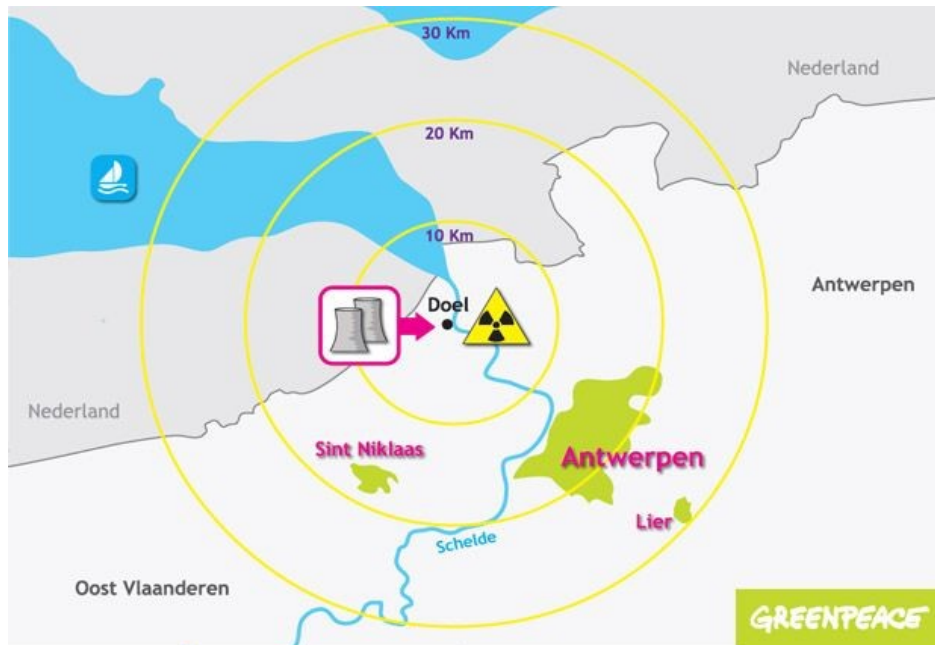 30 Km
Nederland
20 Km
10 Km
Antwerpen
Doel
Nederland
Sint Niklaas
Antwerpen
Lier
Schelde
Oost Vlaanderen
GREENPEACE